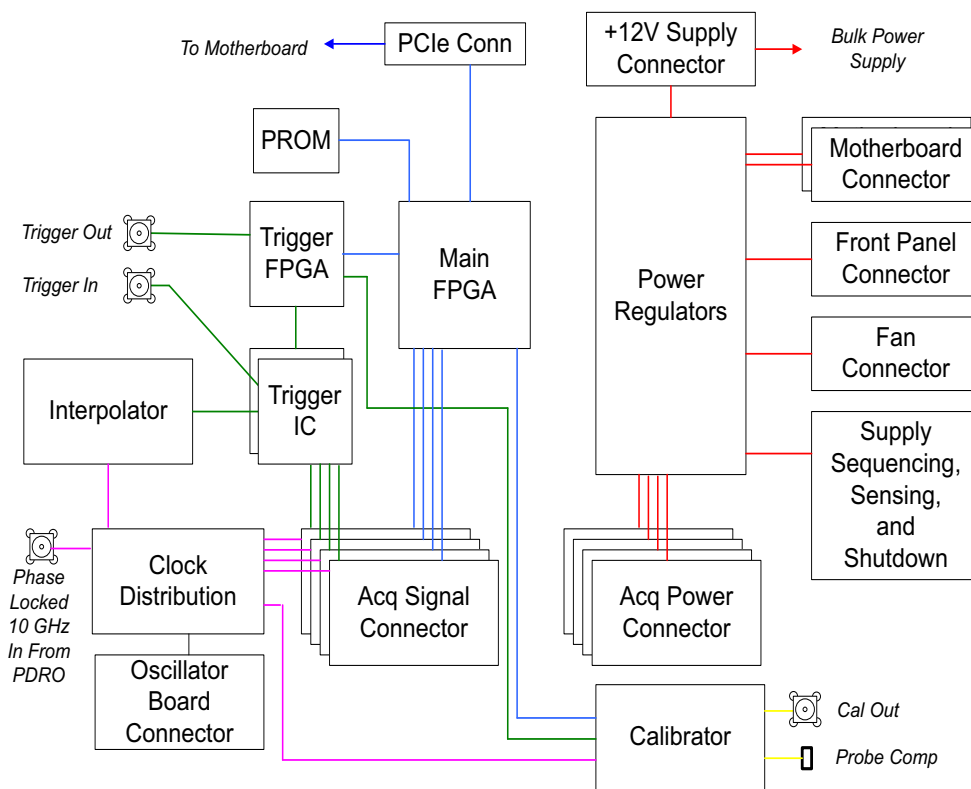 To Motherboard
PCIe Conn
+12V Supply
Connector
Bulk Power
Supply
PROM
Motherboard
Connector
Trigger Out
Trigger
FPGA
Main
FPGA
Power
Regulators
Front Panel
Connector
Trigger In
Fan
Connector
Interpolator
Trigger
IC
Supply
Sequencing,
Sensing,
and
Shutdown
Phase
Locked
10 GHz
In From
PDRO
Clock
Distribution
Acq Signal
Connector
Acq Power
Connector
Oscillator
Board
Connector
Calibrator
Cal Out
Probe Comp